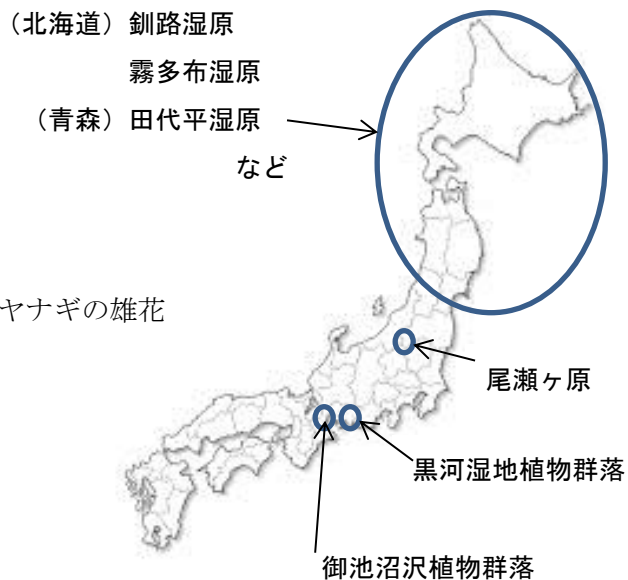 （北海道）釧路湿原
霧多布湿原
（青森）田代平湿原
など
ヤナギの雄花
尾瀬ヶ原
黒河湿地植物群落
御池沼沢植物群落